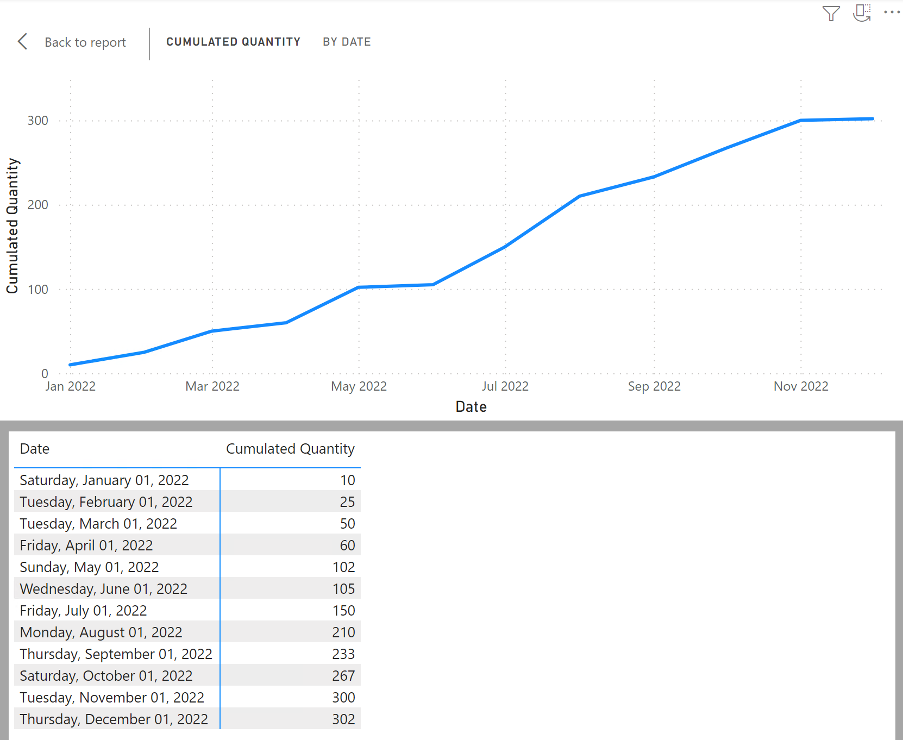 Back to report CUMULATED QUANTITY BY DATE
300
200
100
0
Cumulated Quantity
Jan 2022 Mar 2022 May 2022 Jul 2022 Sep 2022 Nov 2022
Date
Date Cumulated Quantity
Saturday, January 01, 2022 10
Tuesday, February 01, 2022 25
Tuesday, March 01, 2022 50
Friday, April 01, 2022 60
Sunday, May 01, 2022 102
Wednesday, June 01, 2022 105
Friday, July 01, 2022 150
Monday, August 01, 2022 210
Thursday, September 01, 2022 233
Saturday, October 01, 2022 267
Tuesday, November 01, 2022 300
Thursday, December 01, 2022 302